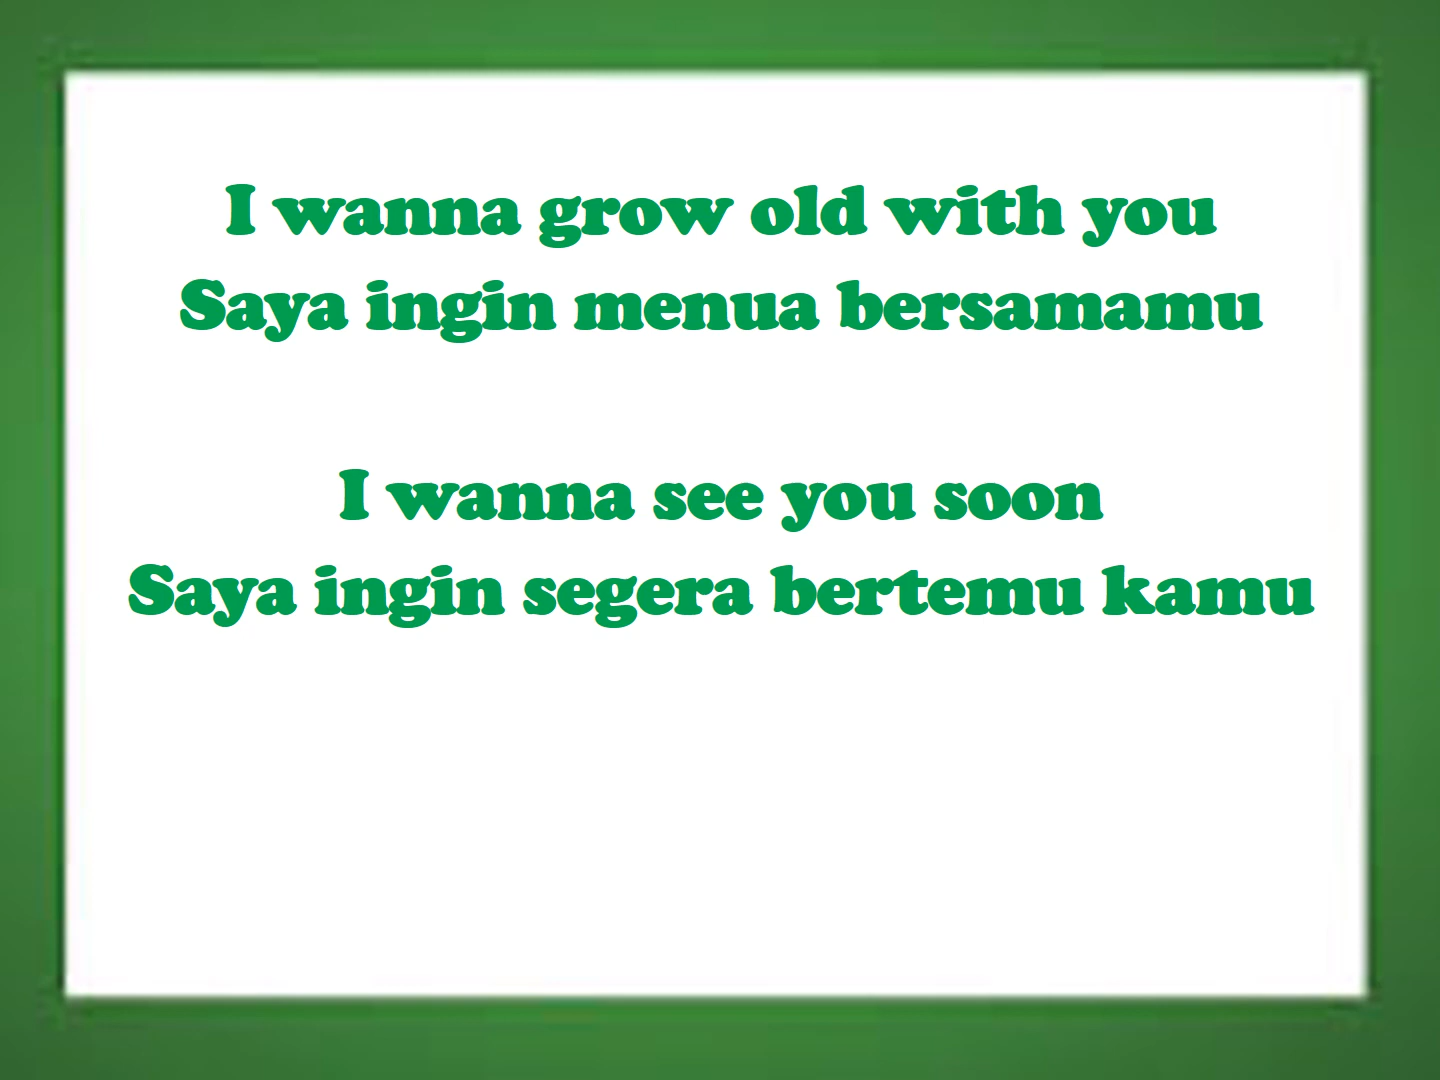 I wanna grow old with you
Saya ingin menua bersamamu
I wanna see you soon
Saya ingin segera bertemu kamu